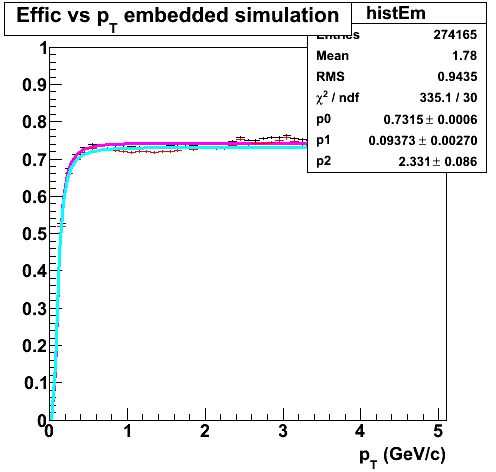 Effic vs pT embedded simulation
histEm
Entries 274165
Mean 1.78
RMS 0.9435
χ2 / ndf 335.1 / 30
p0 0.7315 ± 0.0006
p1 0.09373 ± 0.00270
p2 2.331 ± 0.086
1
0.9
0.8
0.7
0.6
0.5
0.4
0.3
0.2
0.1
0
0 1 2 3 4 5
pT (GeV/c)